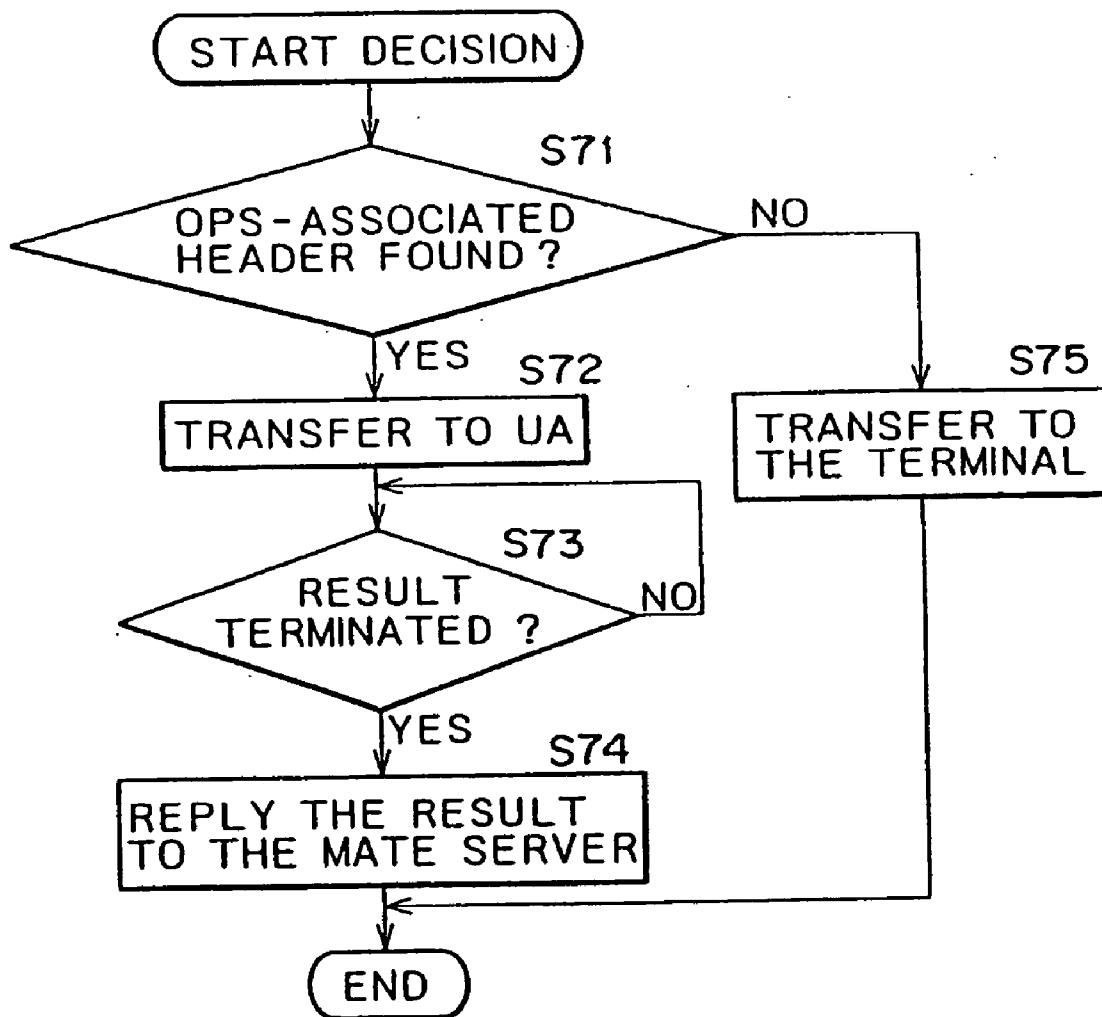 START DECISION
S71
OPS-ASSOCIATED
HEADER FOUND ?
NO
YES
S72
TRANSFER TO UA
S75
TRANSFER TO
THE TERMINAL
S73
RESULT
TERMINATED ?
NO
YES
S74
REPLY THE RESULT
TO THE MATE SERVER
END